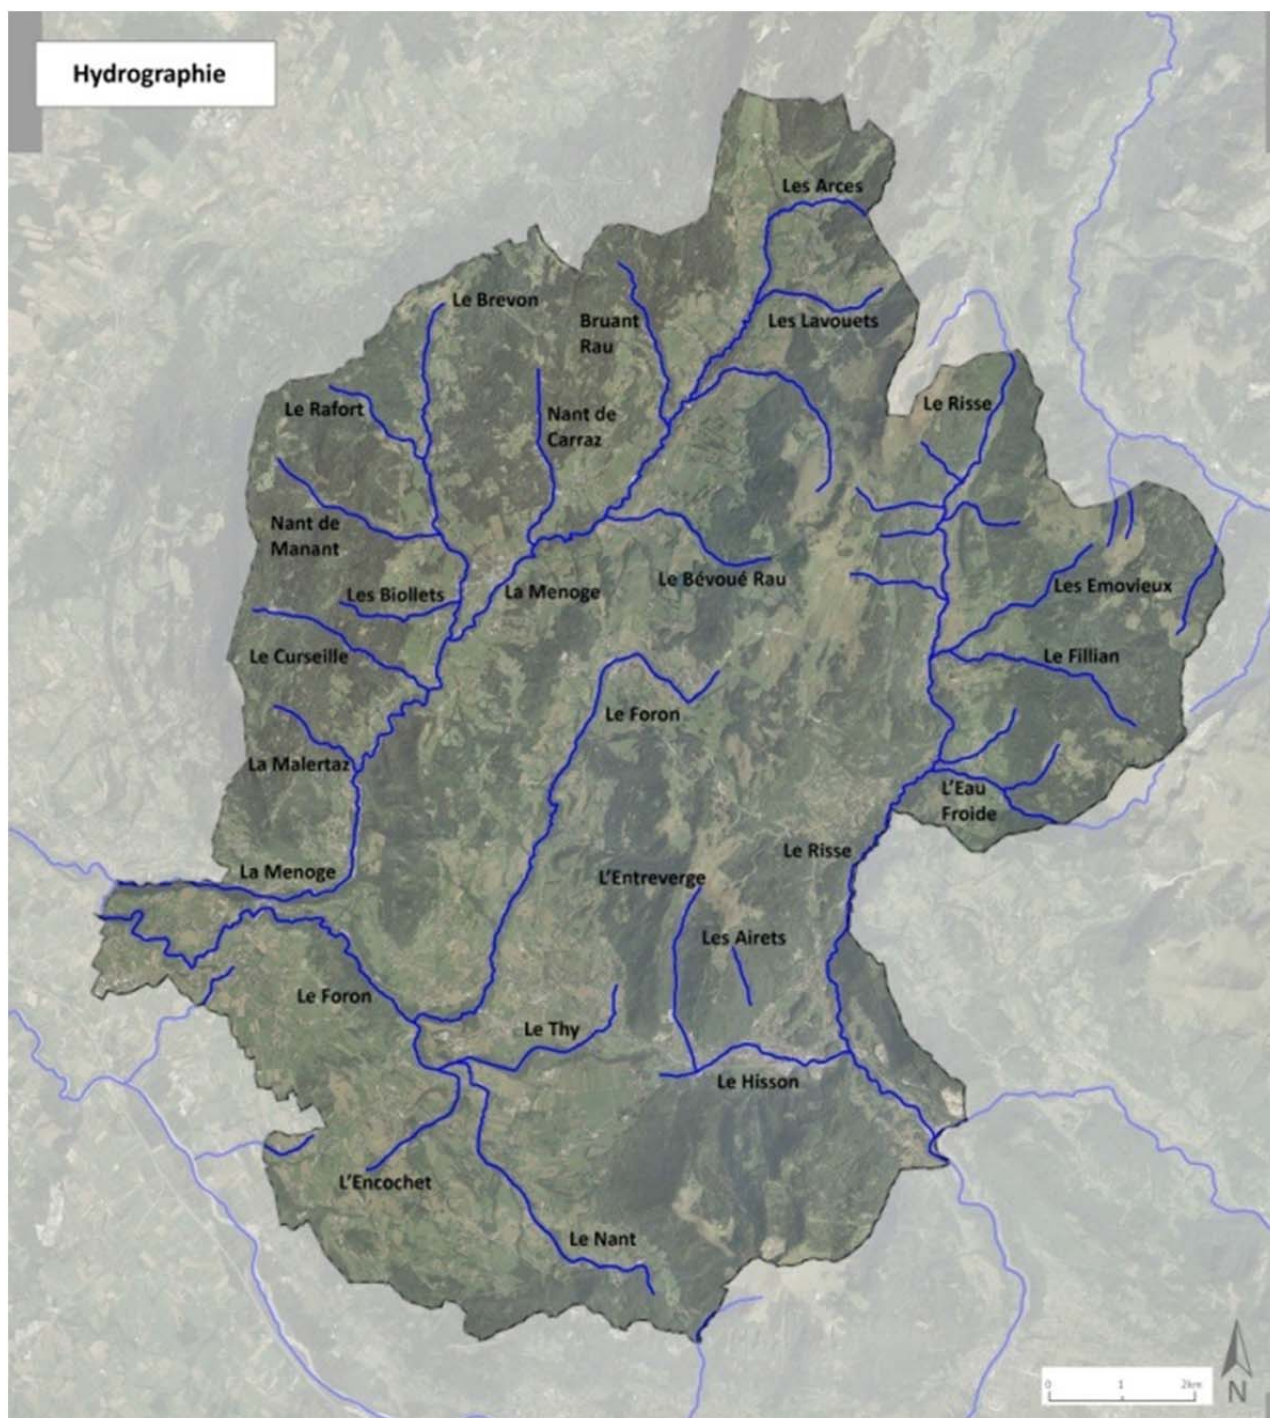 Hydrographie
Les Arces
Le Brevon
Bruant
Rau
Les Lavouets
Le Rafort
Nant de
Carraz
Le Risse
Nant de
Manant
Le Bévoué Rau
Les Emovieux
Les Biollets
La Menoge
Le Curseille
Le Fillian
Le Foron
La Malertaz
L'Eau
Froide
Le Risse
La Menoge
L'Entreverge
Les Airets
Le Foron
Le Thy
Le Hisson
L'Encochet
Le Nant
0 1 2km
N